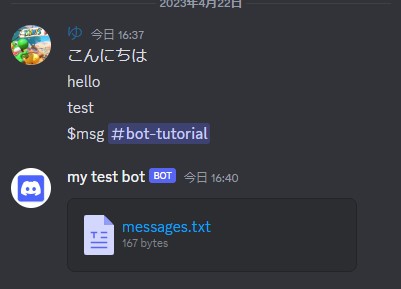 2023年4月22日
ゆ 今日 16:37
こんにちは
hello
test
$msg #bot-tutorial
my test bot BOT 今日 16:40
messages.txt
167 bytes